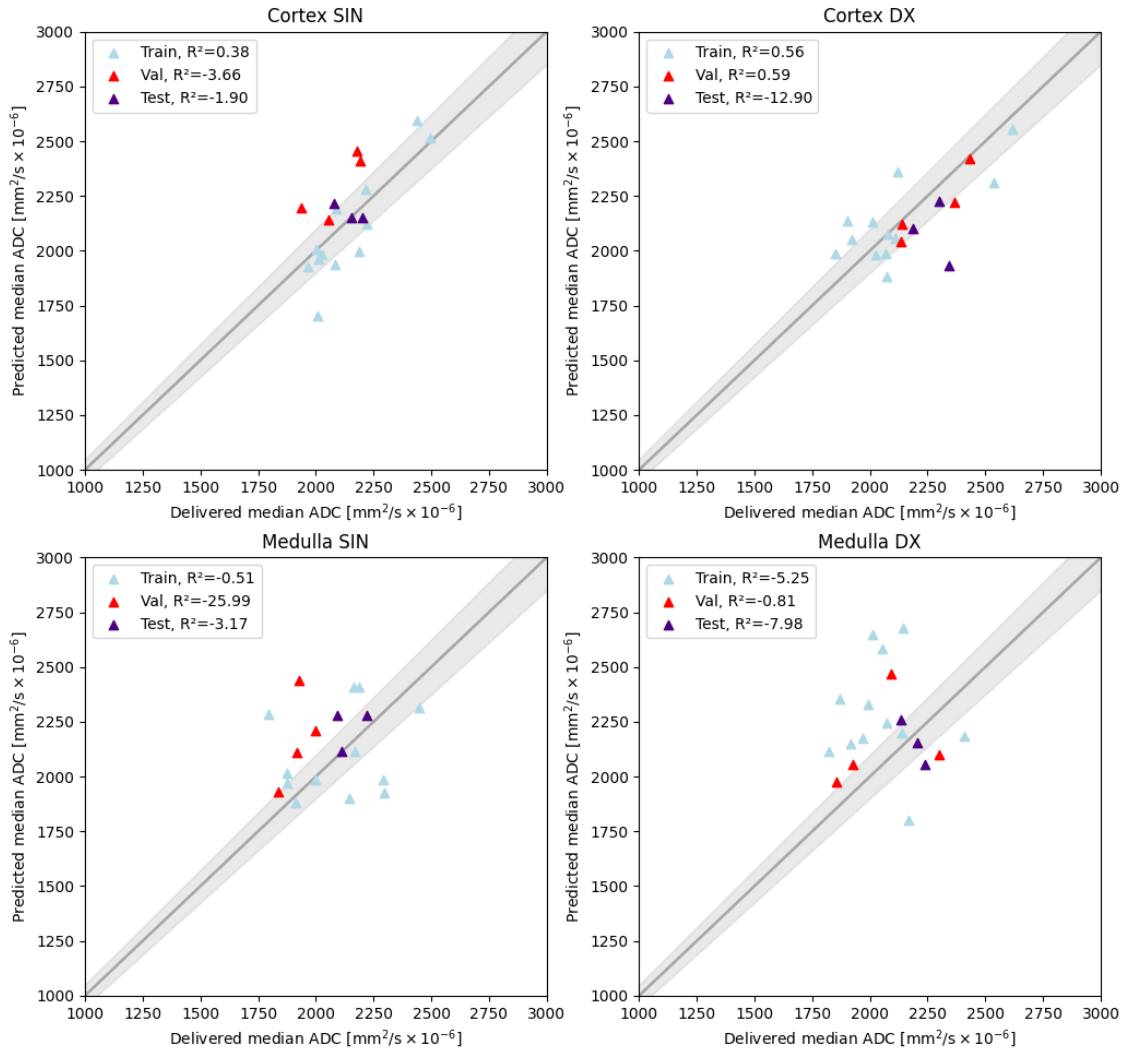 Cortex SIN
Train, R²=0.38
Val, R²=-3.66
Test, R²=-1.90
Predicted median ADC [mm²/s × 10⁻⁶]
3000
2750
2500
2250
2000
1750
1500
1250
1000
1000 1250 1500 1750 2000 2250 2500 2750 3000
Delivered median ADC [mm²/s × 10⁻⁶]
Cortex DX
Train, R²=0.56
Val, R²=0.59
Test, R²=-12.90
Predicted median ADC [mm²/s × 10⁻⁶]
3000
2750
2500
2250
2000
1750
1500
1250
1000
1000 1250 1500 1750 2000 2250 2500 2750 3000
Delivered median ADC [mm²/s × 10⁻⁶]
Medulla SIN
Train, R²=-0.51
Val, R²=-25.99
Test, R²=-3.17
Predicted median ADC [mm²/s × 10⁻⁶]
3000
2750
2500
2250
2000
1750
1500
1250
1000
1000 1250 1500 1750 2000 2250 2500 2750 3000
Delivered median ADC [mm²/s × 10⁻⁶]
Medulla DX
Train, R²=-5.25
Val, R²=-0.81
Test, R²=-7.98
Predicted median ADC [mm²/s × 10⁻⁶]
3000
2750
2500
2250
2000
1750
1500
1250
1000
1000 1250 1500 1750 2000 2250 2500 2750 3000
Delivered median ADC [mm²/s × 10⁻⁶]